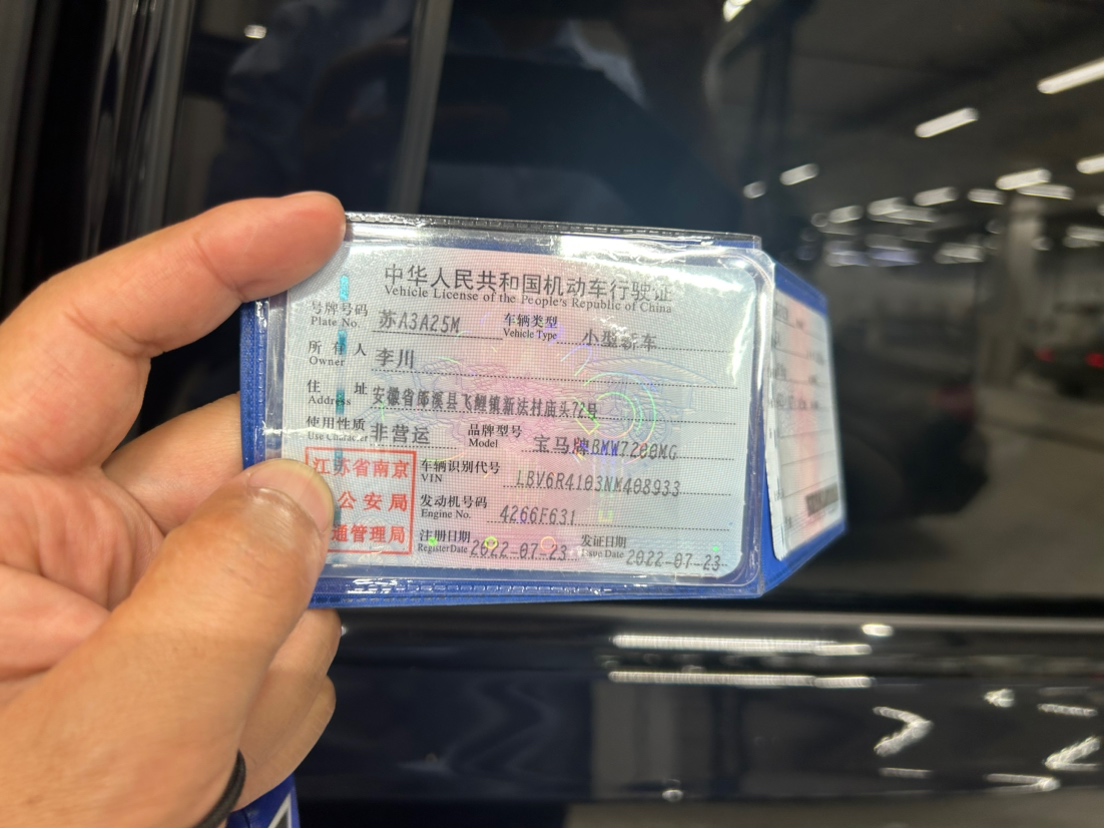 中华人民共和国机动车行驶证
Vehicle License of the People's Republic of China
号牌号码 苏A3A25M 车辆类型 小型轿车
Plate No. Vehicle Type
所有人 李川
Owner
住址 安徽省郎溪县飞鲤镇新法村庙头72号
Address
使用性质 非营运 品牌型号 宝马牌BMW7200MG
Use Character Model
江苏省南京 车辆识别代号 LBV6R4103NM408933
VIN
公安局 发动机号码 4266F631
Engine No.
通管理局 注册日期 2022-07-23 发证日期 2022-07-23
Register Date Issue Date